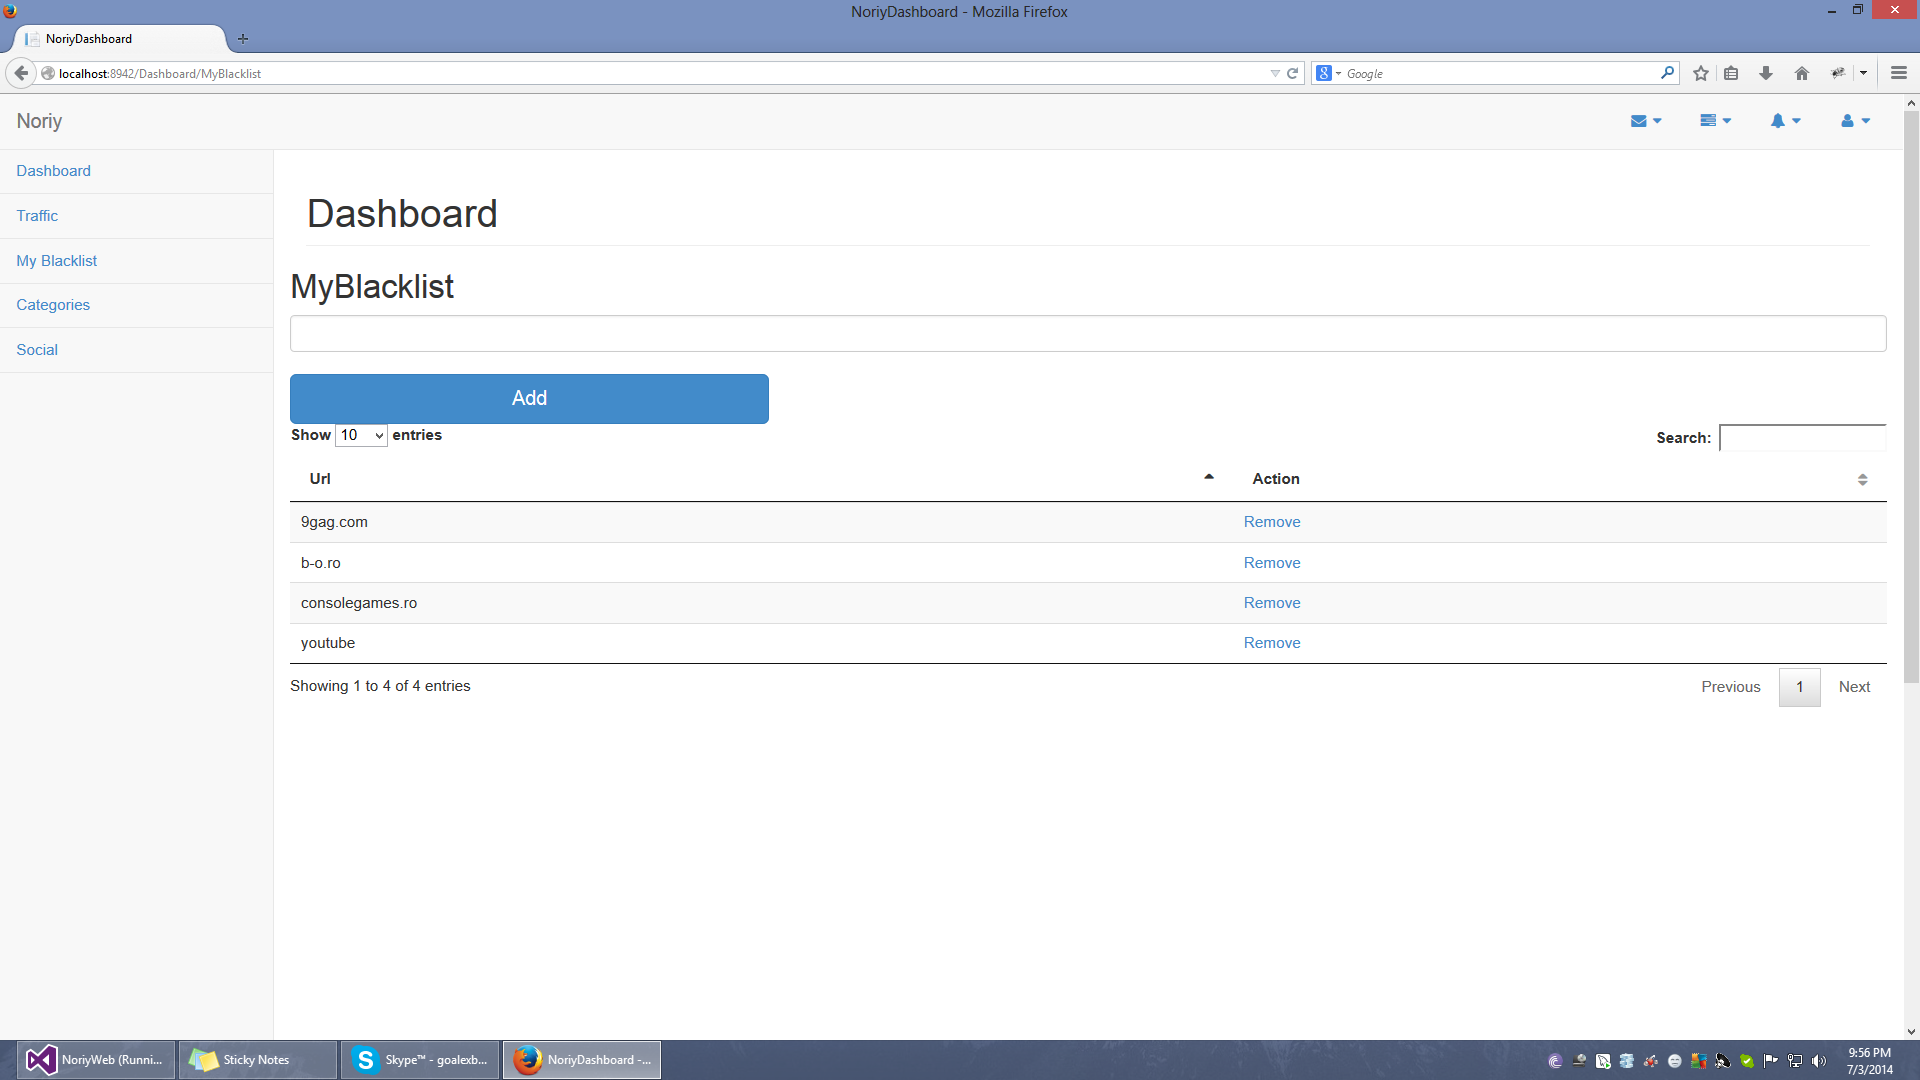 NoriyDashboard - Mozilla Firefox
NoriyDashboard
localhost:8942/Dashboard/MyBlacklist
8 Google
Noriy
Dashboard
Traffic
My Blacklist
Categories
Social
Dashboard
MyBlacklist
Add
Show 10 entries
Search:
Url Action
9gag.com Remove
b-o.ro Remove
consolegames.ro Remove
youtube Remove
Showing 1 to 4 of 4 entries
Previous 1 Next
NoriyWeb (Runni...
Sticky Notes
Skype™ - goalexb...
NoriyDashboard -...
9:56 PM
7/3/2014